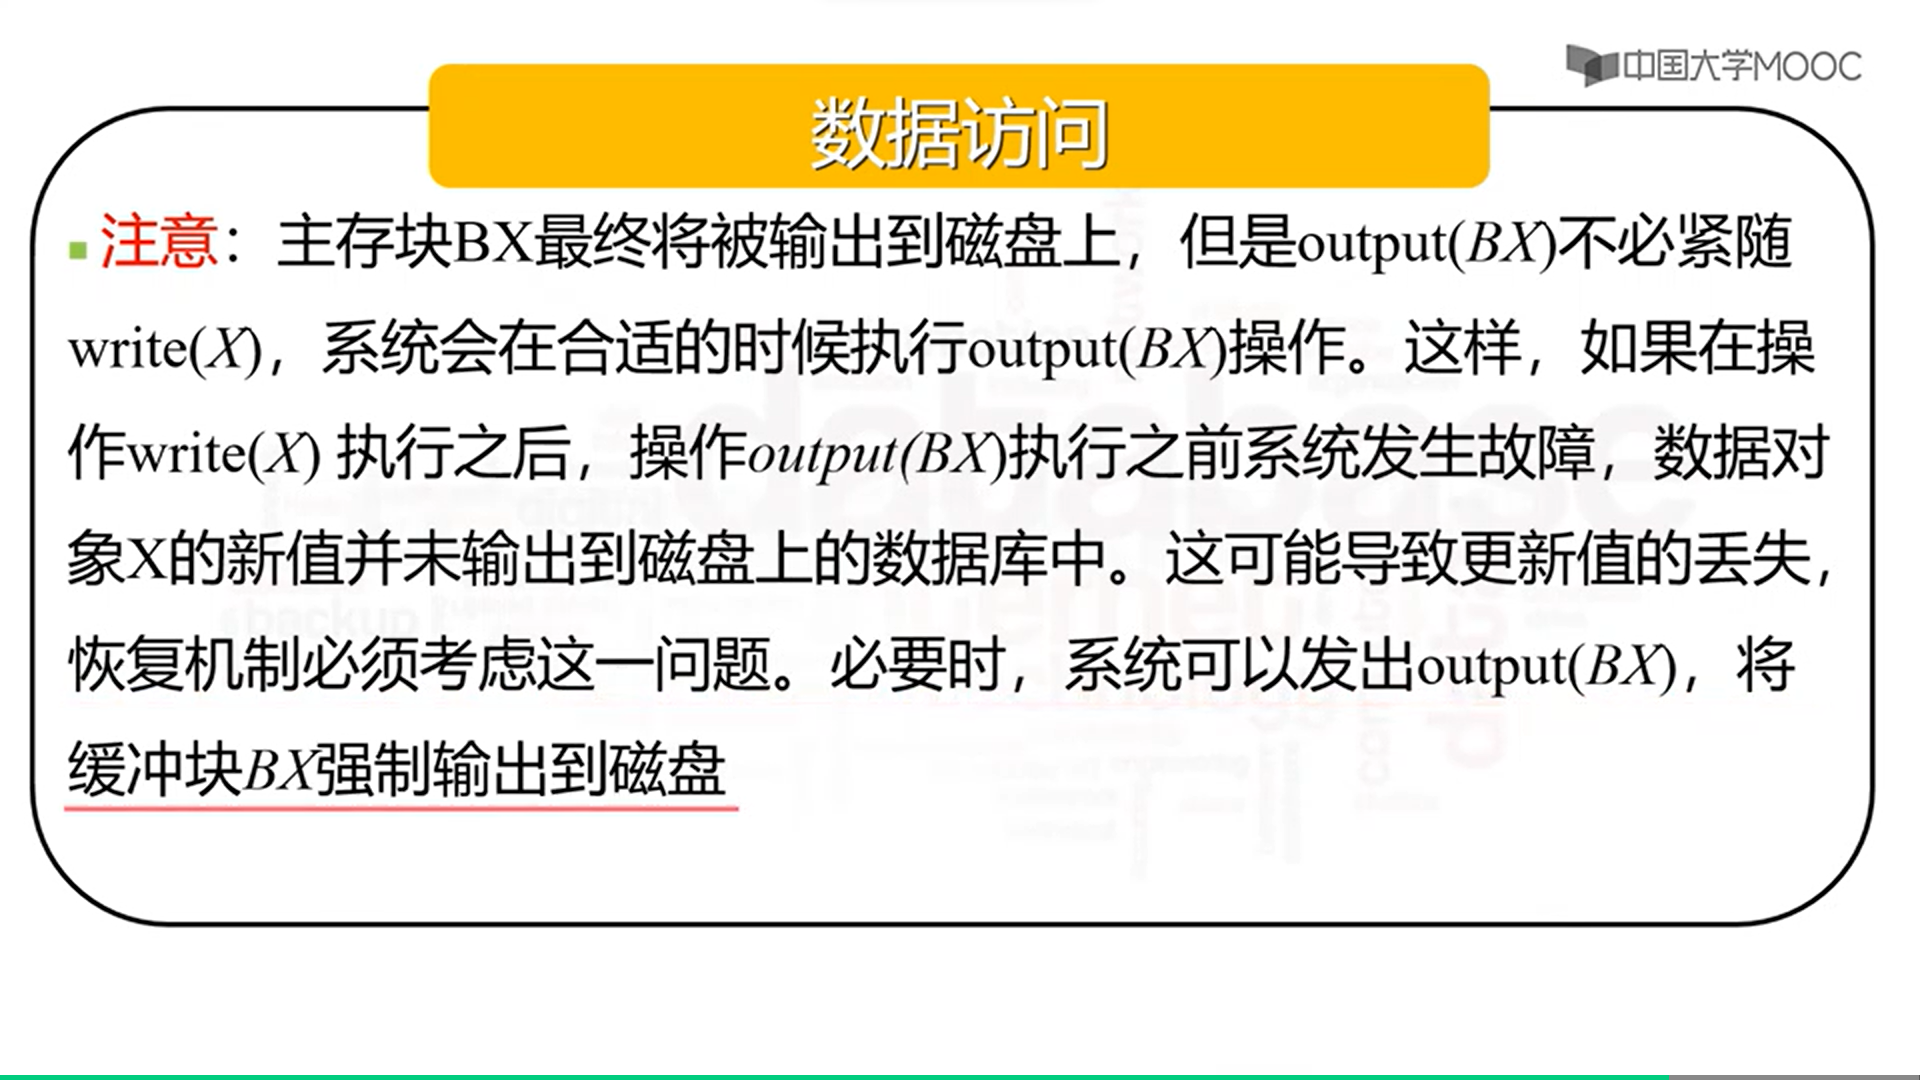 中国大学MOOC
数据访问
注意：主存块BX最终将被输出到磁盘上，但是output(BX)不必紧随
write(X)，系统会在合适的时候执行output(BX)操作。这样，如果在操
作write(X) 执行之后，操作output(BX)执行之前系统发生故障，数据对
象X的新值并未输出到磁盘上的数据库中。这可能导致更新值的丢失，
恢复机制必须考虑这一问题。必要时，系统可以发出output(BX)，将
缓冲块BX强制输出到磁盘
database
backup